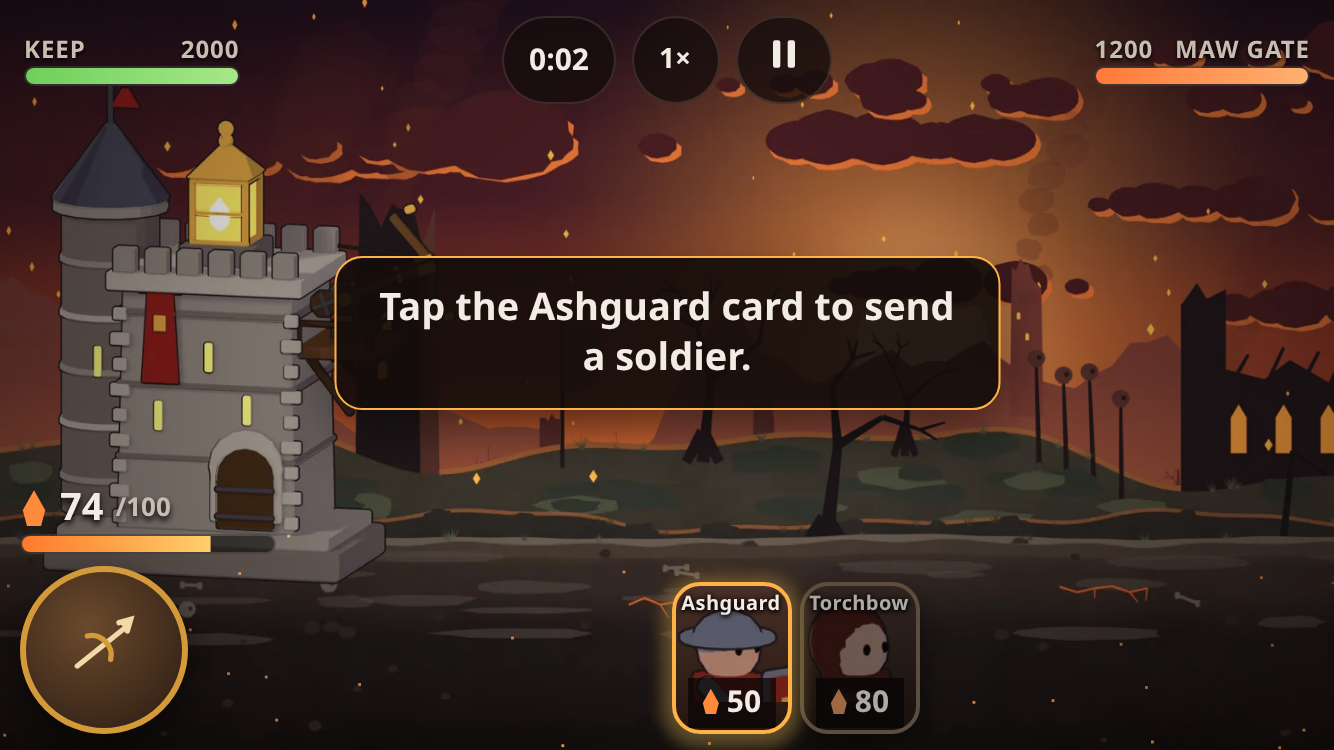 KEEP 2000
0:02
1×
1200 MAW GATE
Tap the Ashguard card to send
a soldier.
74 /100
Ashguard
50
Torchbow
80